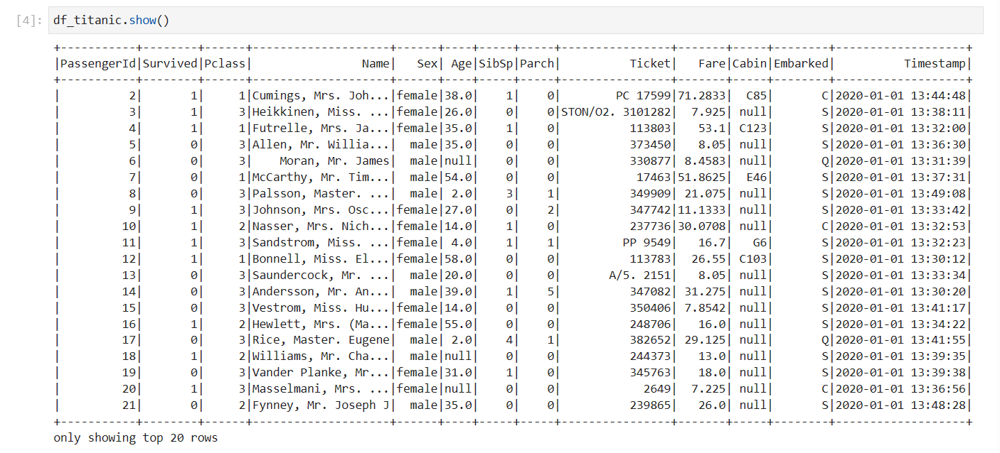 [4]: df_titanic.show()
+-----------+--------+------+--------------------+------+----+-----+-----+----------------+-------+-----+--------+-------------------+
|PassengerId|Survived|Pclass|                Name|   Sex| Age|SibSp|Parch|          Ticket|   Fare|Cabin|Embarked|          Timestamp|
+-----------+--------+------+--------------------+------+----+-----+-----+----------------+-------+-----+--------+-------------------+
|          2|       1|     1|Cumings, Mrs. Joh...|female|38.0|    1|    0|        PC 17599|71.2833|  C85|       C|2020-01-01 13:44:48|
|          3|       1|     3|Heikkinen, Miss. ...|female|26.0|    0|    0|STON/O2. 3101282|  7.925| null|       S|2020-01-01 13:38:11|
|          4|       1|     1|Futrelle, Mrs. Ja...|female|35.0|    1|    0|          113803|   53.1| C123|       S|2020-01-01 13:32:00|
|          5|       0|     3|Allen, Mr. Willia...|  male|35.0|    0|    0|          373450|   8.05| null|       S|2020-01-01 13:36:30|
|          6|       0|     3|    Moran, Mr. James|  male|null|    0|    0|          330877| 8.4583| null|       Q|2020-01-01 13:31:39|
|          7|       0|     1|McCarthy, Mr. Tim...|  male|54.0|    0|    0|           17463|51.8625|  E46|       S|2020-01-01 13:37:31|
|          8|       0|     3|Palsson, Master. ...|  male| 2.0|    3|    1|          349909| 21.075| null|       S|2020-01-01 13:49:08|
|          9|       1|     3|Johnson, Mrs. Osc...|female|27.0|    0|    2|          347742|11.1333| null|       S|2020-01-01 13:33:42|
|         10|       1|     2|Nasser, Mrs. Nich...|female|14.0|    1|    0|          237736|30.0708| null|       C|2020-01-01 13:32:53|
|         11|       1|     3|Sandstrom, Miss. ...|female| 4.0|    1|    1|         PP 9549|   16.7|   G6|       S|2020-01-01 13:32:23|
|         12|       1|     1|Bonnell, Miss. El...|female|58.0|    0|    0|          113783|  26.55| C103|       S|2020-01-01 13:30:12|
|         13|       0|     3|Saundercock, Mr. ...|  male|20.0|    0|    0|       A/5. 2151|   8.05| null|       S|2020-01-01 13:33:34|
|         14|       0|     3|Andersson, Mr. An...|  male|39.0|    1|    5|          347082| 31.275| null|       S|2020-01-01 13:30:20|
|         15|       0|     3|Vestrom, Miss. Hu...|female|14.0|    0|    0|          350406| 7.8542| null|       S|2020-01-01 13:41:17|
|         16|       1|     2|Hewlett, Mrs. (Ma...|female|55.0|    0|    0|          248706|   16.0| null|       S|2020-01-01 13:34:22|
|         17|       0|     3|Rice, Master. Eugene|  male| 2.0|    4|    1|          382652| 29.125| null|       Q|2020-01-01 13:41:55|
|         18|       1|     2|Williams, Mr. Cha...|  male|null|    0|    0|          244373|   13.0| null|       S|2020-01-01 13:39:35|
|         19|       0|     3|Vander Planke, Mr...|female|31.0|    1|    0|          345763|   18.0| null|       S|2020-01-01 13:39:38|
|         20|       1|     3|Masselmani, Mrs. ...|female|null|    0|    0|            2649|  7.225| null|       C|2020-01-01 13:36:56|
|         21|       0|     2|Fynney, Mr. Joseph J|  male|35.0|    0|    0|          239865|   26.0| null|       S|2020-01-01 13:48:28|
+-----------+--------+------+--------------------+------+----+-----+-----+----------------+-------+-----+--------+-------------------+
only showing top 20 rows